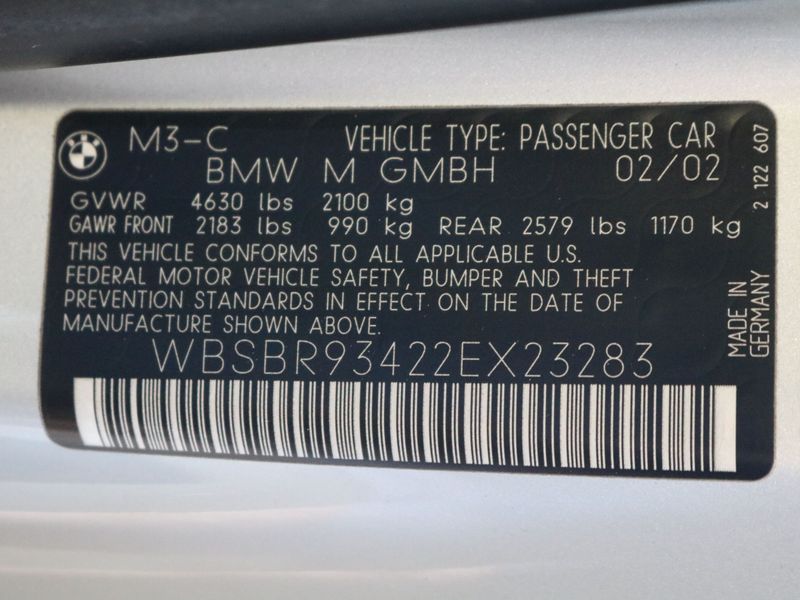 BMW
M3-C VEHICLE TYPE: PASSENGER CAR
BMW M GMBH 02/02
GVWR 4630 lbs 2100 kg
GAWR FRONT 2183 lbs 990 kg REAR 2579 lbs 1170 kg
THIS VEHICLE CONFORMS TO ALL APPLICABLE U.S.
FEDERAL MOTOR VEHICLE SAFETY, BUMPER AND THEFT
PREVENTION STANDARDS IN EFFECT ON THE DATE OF
MANUFACTURE SHOWN ABOVE.
WBSBR93422EX23283
2 122 607
MADE IN
GERMANY